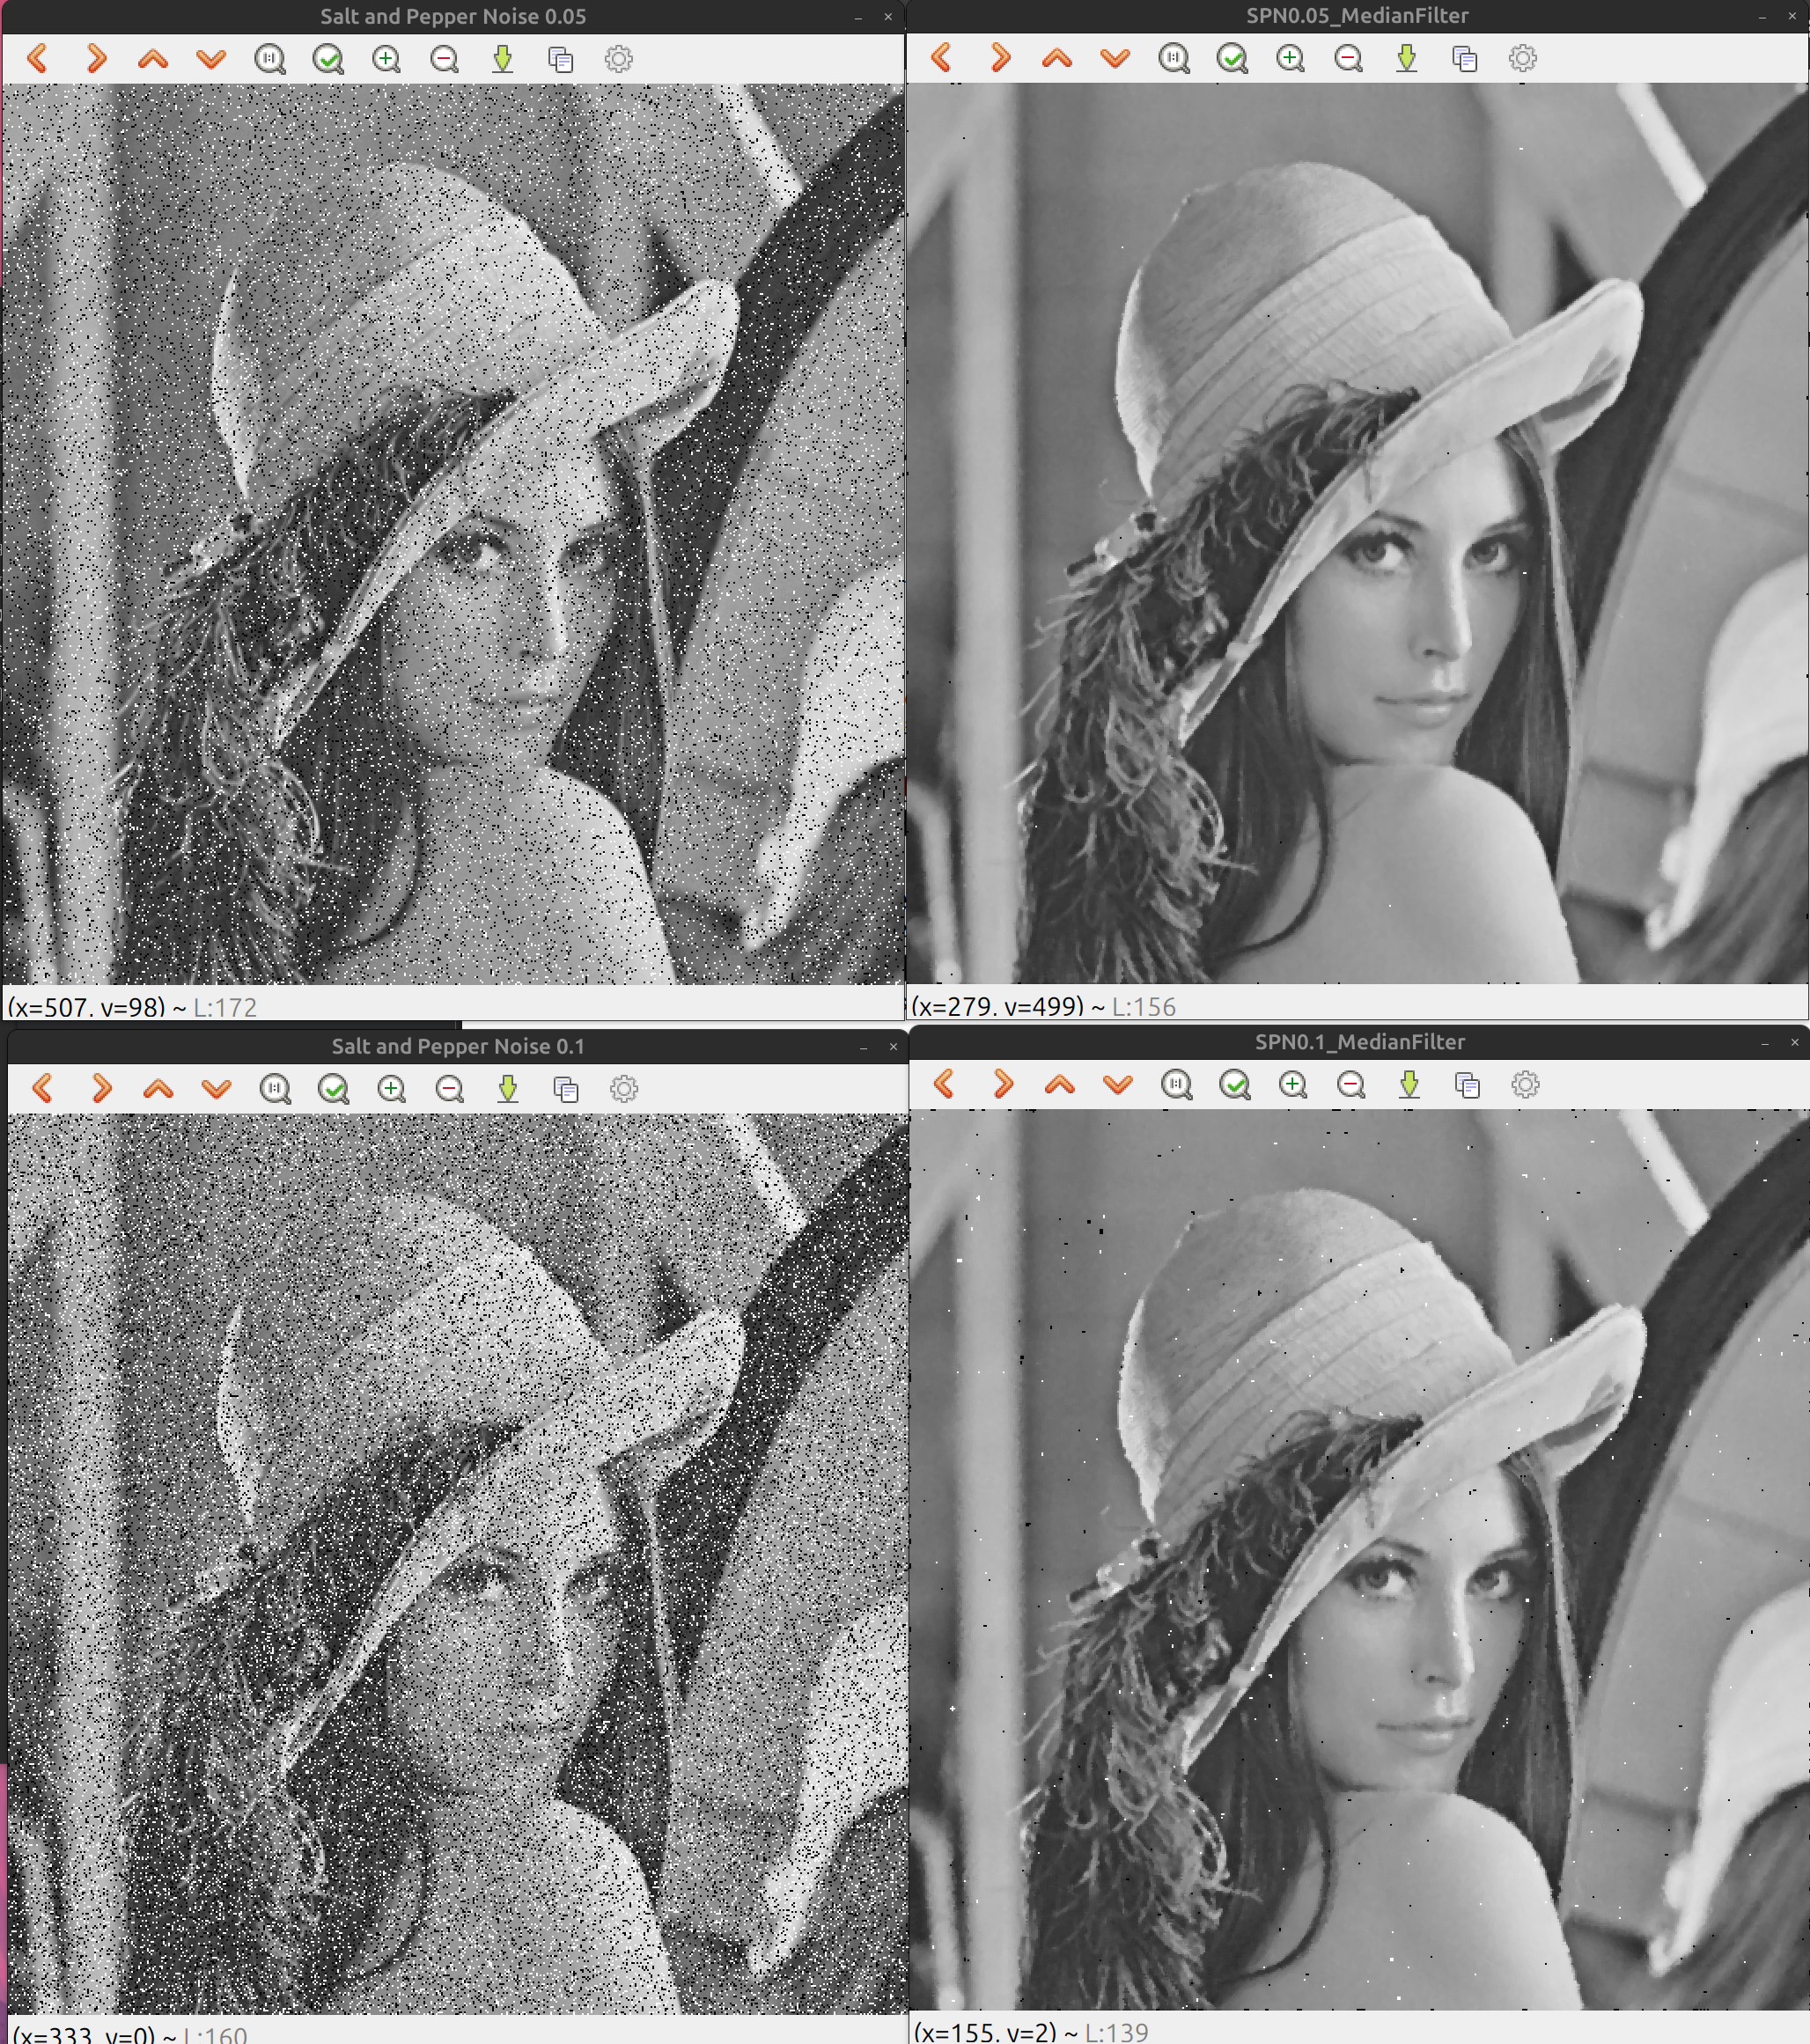 Salt and Pepper Noise 0.05
SPN0.05_MedianFilter
(x=507, y=98) ~ L:172
(x=279, y=499) ~ L:156
Salt and Pepper Noise 0.1
SPN0.1_MedianFilter
(x=333, y=0) ~ L:160
(x=155, y=2) ~ L:139